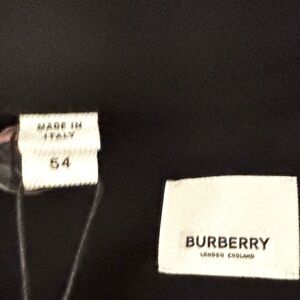 MADE IN
ITALY
54
BURBERRY
LONDON ENGLAND